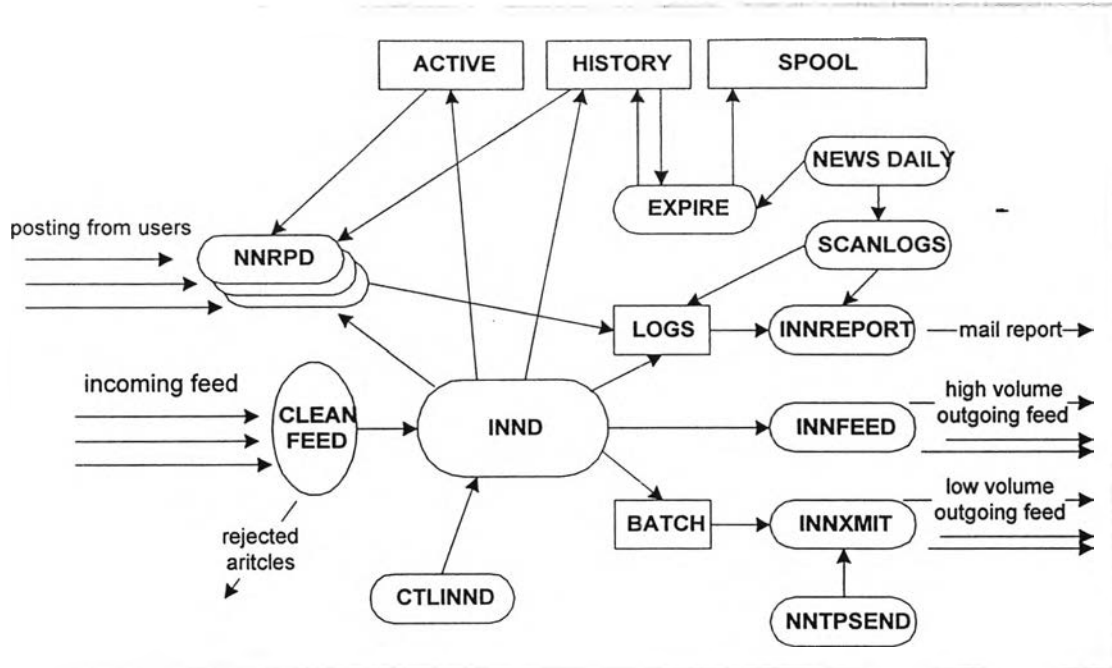 ACTIVE
HISTORY
SPOOL
NEWS DAILY
EXPIRE
posting from users
NNRPD
SCANLOGS
LOGS
INNREPORT
mail report
incoming feed
CLEAN
FEED
INND
INNFEED
high volume
outgoing feed
rejected
aritcles
BATCH
INNXMIT
low volume
outgoing feed
CTLINND
NNTPSEND